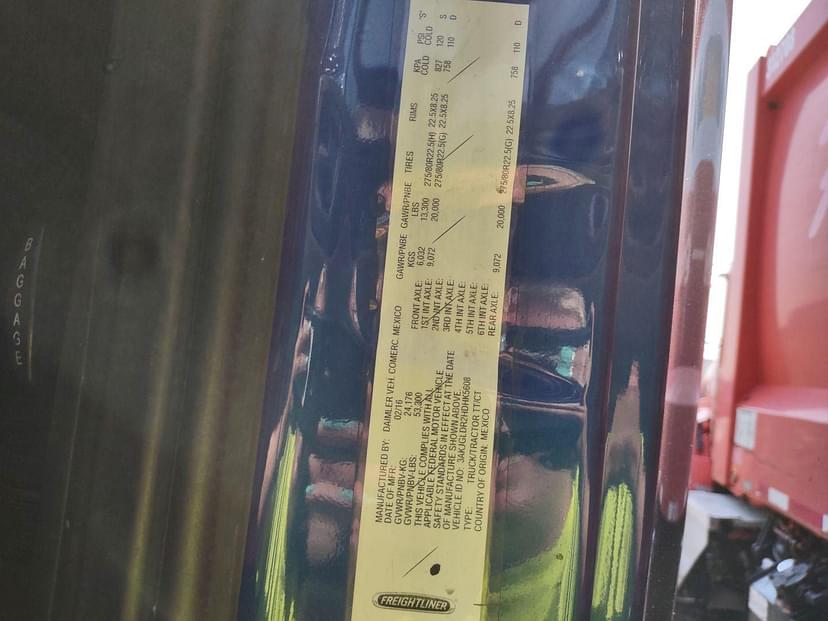 BAGGAGE
FREIGHTLINER
MANUFACTURED BY: DAIMLER VEH. COMERC. MEXICO
DATE OF MFR: 02/16
GVWR/PNBV-KG: 24,176
GVWR/PNBV-LBS: 53,300
THIS VEHICLE COMPLIES WITH ALL
APPLICABLE FEDERAL MOTOR VEHICLE
SAFETY STANDARDS IN EFFECT AT THE DATE
OF MANUFACTURE SHOWN ABOVE.
VEHICLE ID NO: 3AKJGLDR2HDHK5608
TYPE: TRUCK/TRACTOR TT/CT
COUNTRY OF ORIGIN: MEXICO
GAWR/PNBE KGS GAWR/PNBE LBS TIRES RIMS KPA COLD PSI COLD "S"
FRONT AXLE: 6,032 13,300 275/80R22.5(H) 22.5X8.25 827 120 S
1ST INT AXLE: 9,072 20,000 275/80R22.5(G) 22.5X8.25 758 110 D
2ND INT AXLE:
3RD INT AXLE:
4TH INT AXLE:
5TH INT AXLE:
6TH INT AXLE:
REAR AXLE: 9,072 20,000 275/80R22.5(G) 22.5X8.25 758 110 D